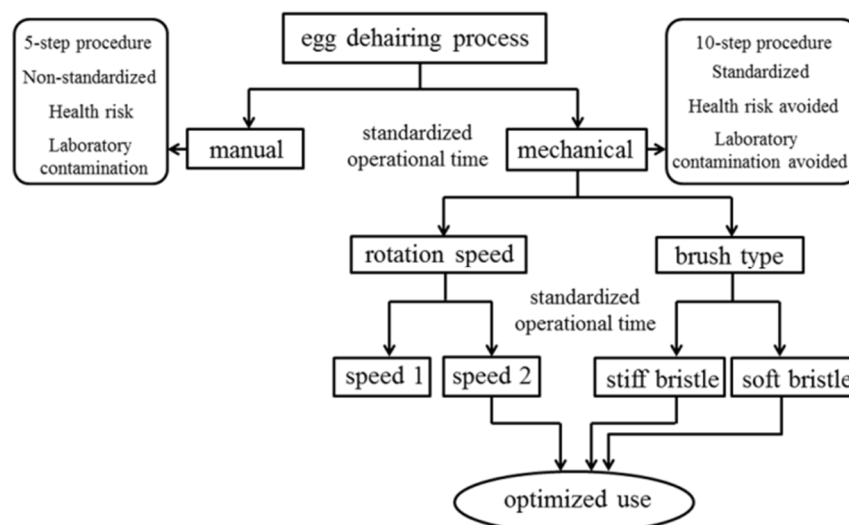 egg dehairing process
5-step procedure
Non-standardized
Health risk
Laboratory
contamination
manual
standardized
operational time
mechanical
10-step procedure
Standardized
Health risk avoided
Laboratory
contamination avoided
rotation speed
brush type
standardized
operational time
speed 1
speed 2
stiff bristle
soft bristle
optimized use